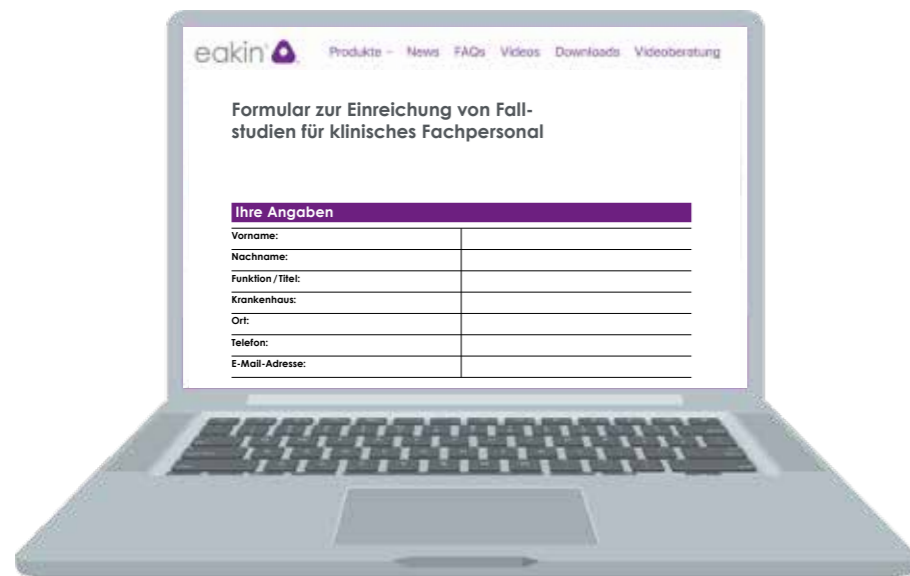 eakin
Produkte News FAQs Videos Downloads Videoberatung
Formular zur Einreichung von Fall-
studien für klinisches Fachpersonal
Ihre Angaben
Vorname:
Nachname:
Funktion / Titel:
Krankenhaus:
Ort:
Telefon:
E-Mail-Adresse: